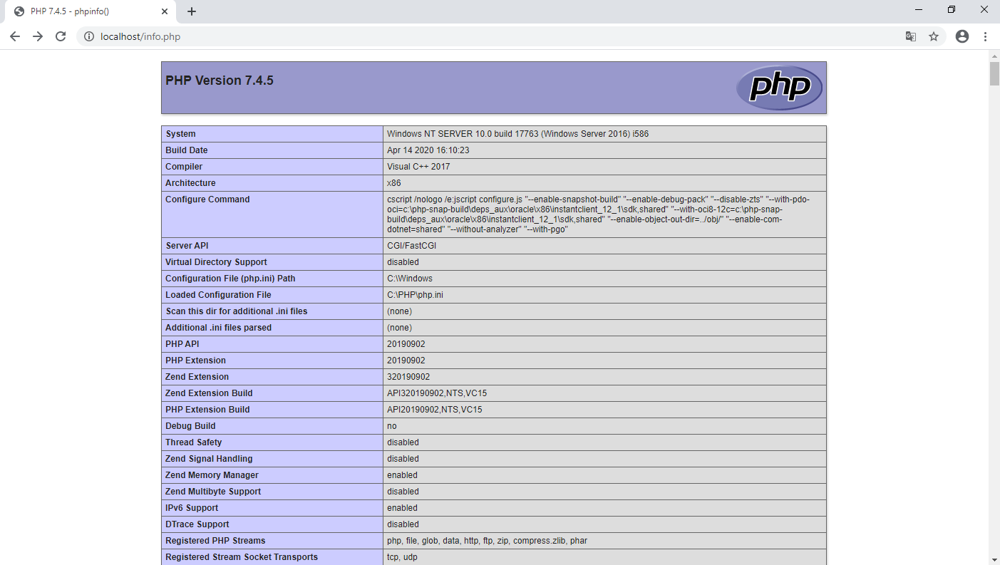 PHP 7.4.5 - phpinfo()
localhost/info.php
PHP Version 7.4.5
php
System Windows NT SERVER 10.0 build 17763 (Windows Server 2016) i586
Build Date Apr 14 2020 16:10:23
Compiler Visual C++ 2017
Architecture x86
Configure Command cscript /nologo /e:jscript configure.js "--enable-snapshot-build" "--enable-debug-pack" "--disable-zts" "--with-pdo-
oci=c:\php-snap-build\deps_aux\oracle\x86\instantclient_12_1\sdk,shared" "--with-oci8-12c=c:\php-snap-
build\deps_aux\oracle\x86\instantclient_12_1\sdk,shared" "--enable-object-out-dir=../obj/" "--enable-com-
dotnet=shared" "--without-analyzer" "--with-pgo"
Server API CGI/FastCGI
Virtual Directory Support disabled
Configuration File (php.ini) Path C:\Windows
Loaded Configuration File C:\PHP\php.ini
Scan this dir for additional .ini files (none)
Additional .ini files parsed (none)
PHP API 20190902
PHP Extension 20190902
Zend Extension 320190902
Zend Extension Build API320190902,NTS,VC15
PHP Extension Build API20190902,NTS,VC15
Debug Build no
Thread Safety disabled
Zend Signal Handling disabled
Zend Memory Manager enabled
Zend Multibyte Support disabled
IPv6 Support enabled
DTrace Support disabled
Registered PHP Streams php, file, glob, data, http, ftp, zip, compress.zlib, phar
Registered Stream Socket Transports tcp, udp